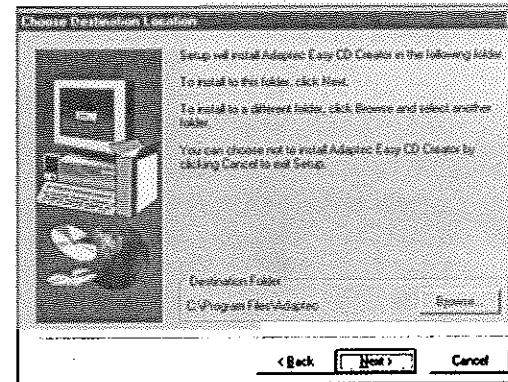 Choose Destination Location
Setup will install Adaptec Easy CD Creator in the following folder.
To install to this folder, click Next.
To install to a different folder, click Browse and select another
folder.
You can choose not to install Adaptec Easy CD Creator by
clicking Cancel to exit Setup.
Destination Folder
C:\Program Files\Adaptec
Browse...
< Back
Next >
Cancel